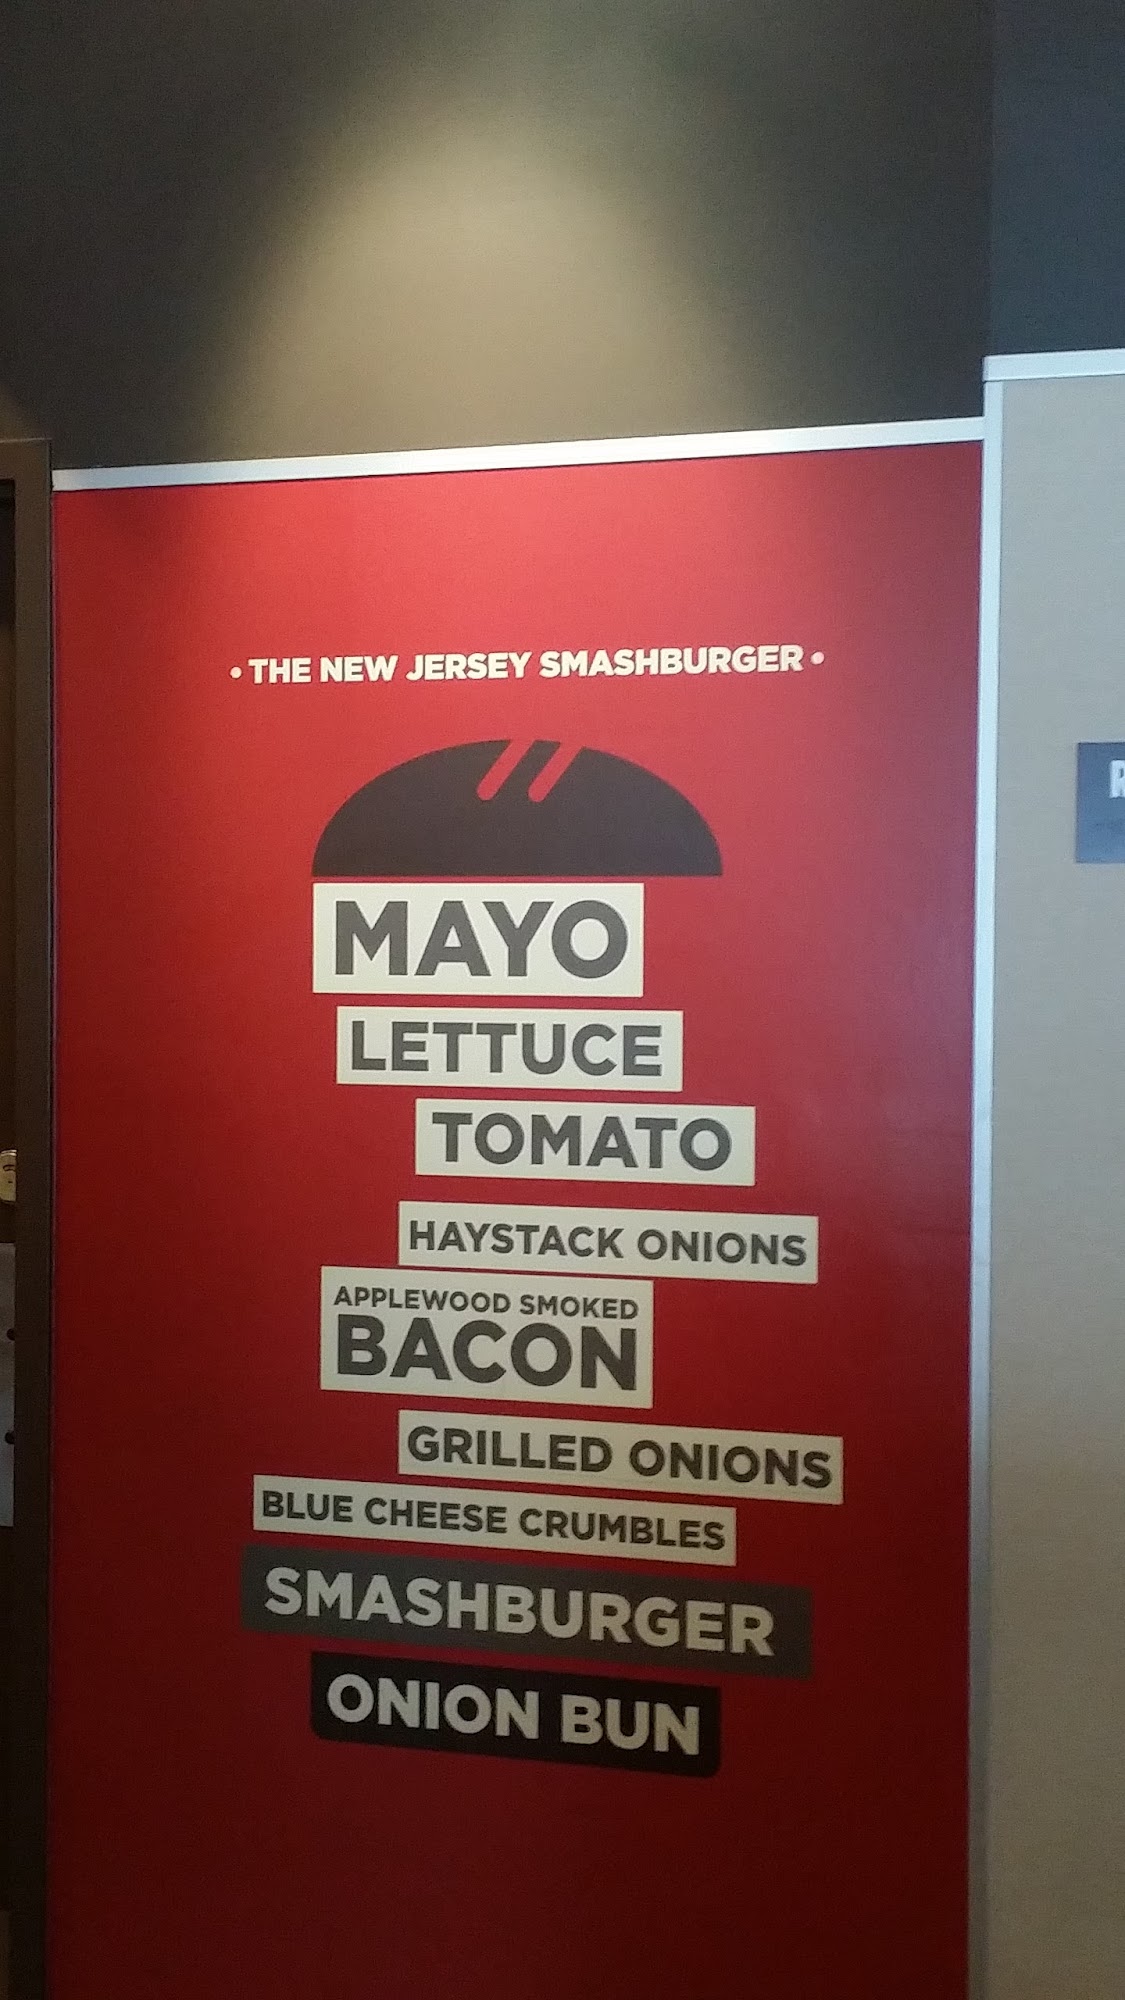 • THE NEW JERSEY SMASHBURGER •
MAYO
LETTUCE
TOMATO
HAYSTACK ONIONS
APPLEWOOD SMOKED
BACON
GRILLED ONIONS
BLUE CHEESE CRUMBLES
SMASHBURGER
ONION BUN